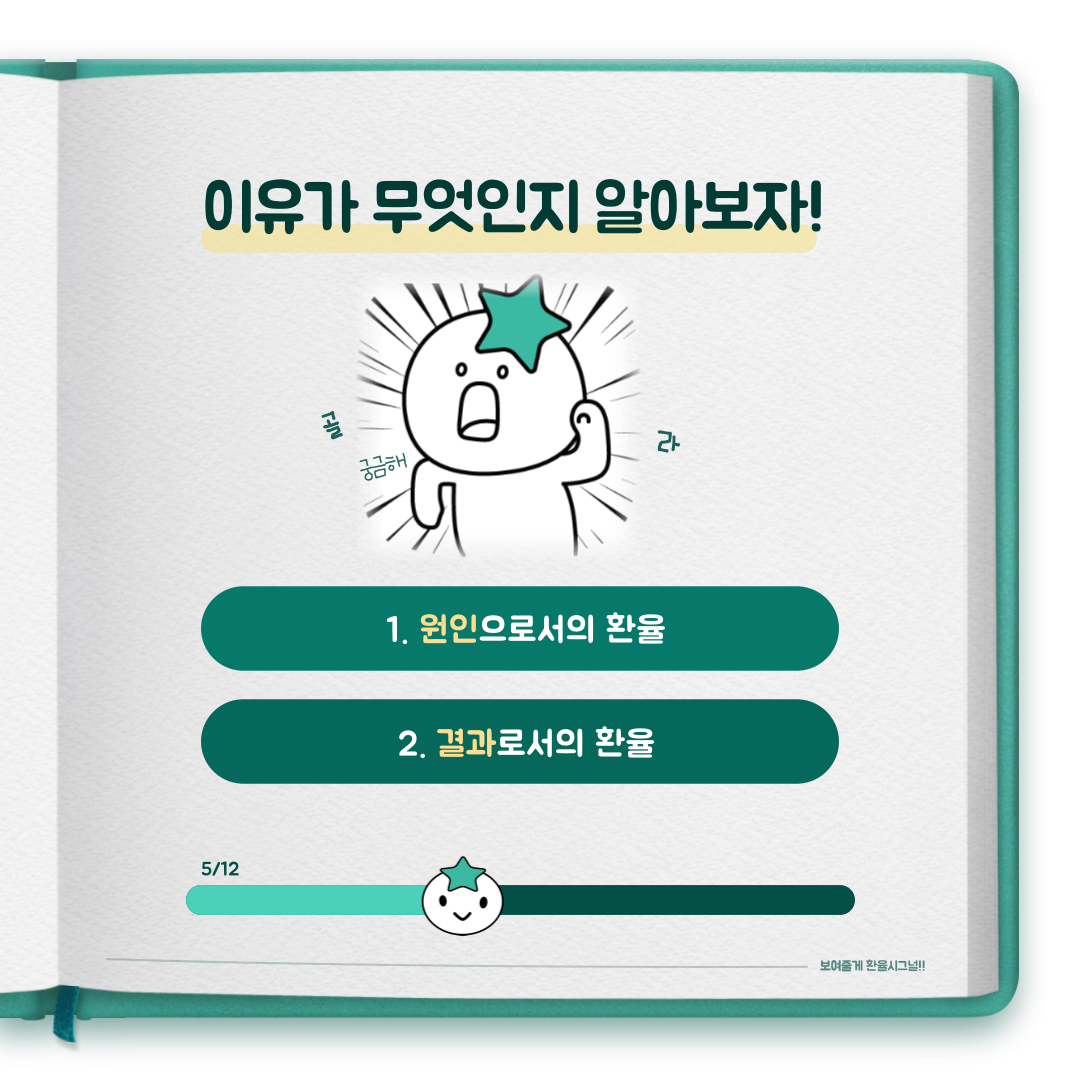 이유가 무엇인지 알아보자!
골
라
궁금해
1. 원인으로서의 환율
2. 결과로서의 환율
5/12
보여줄게 환율시그널!!